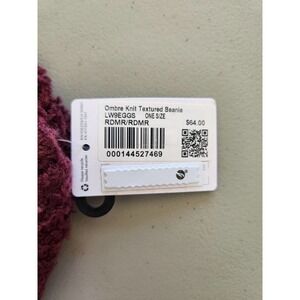 Ombre Knit Textured Beanie
LW9EGGS ONE SIZE
RDMR/RDMR $64.00
000144527469